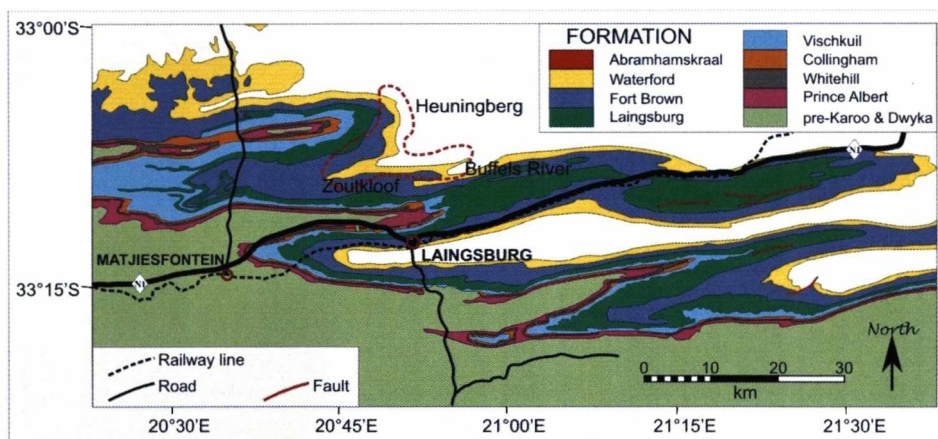 33°00'S
33°15'S
FORMATION
Abramhamskraal
Waterford
Fort Brown
Laingsburg
Vischkuil
Collingham
Whitehill
Prince Albert
pre-Karoo & Dwyka
Heuningberg
Buffels River
Zoutkloof
N1
MATJIESFONTEIN
LAINGSBURG
N1
North
Railway line
Road
Fault
0 10 20 30
km
20°30'E
20°45'E
21°00'E
21°15'E
21°30'E